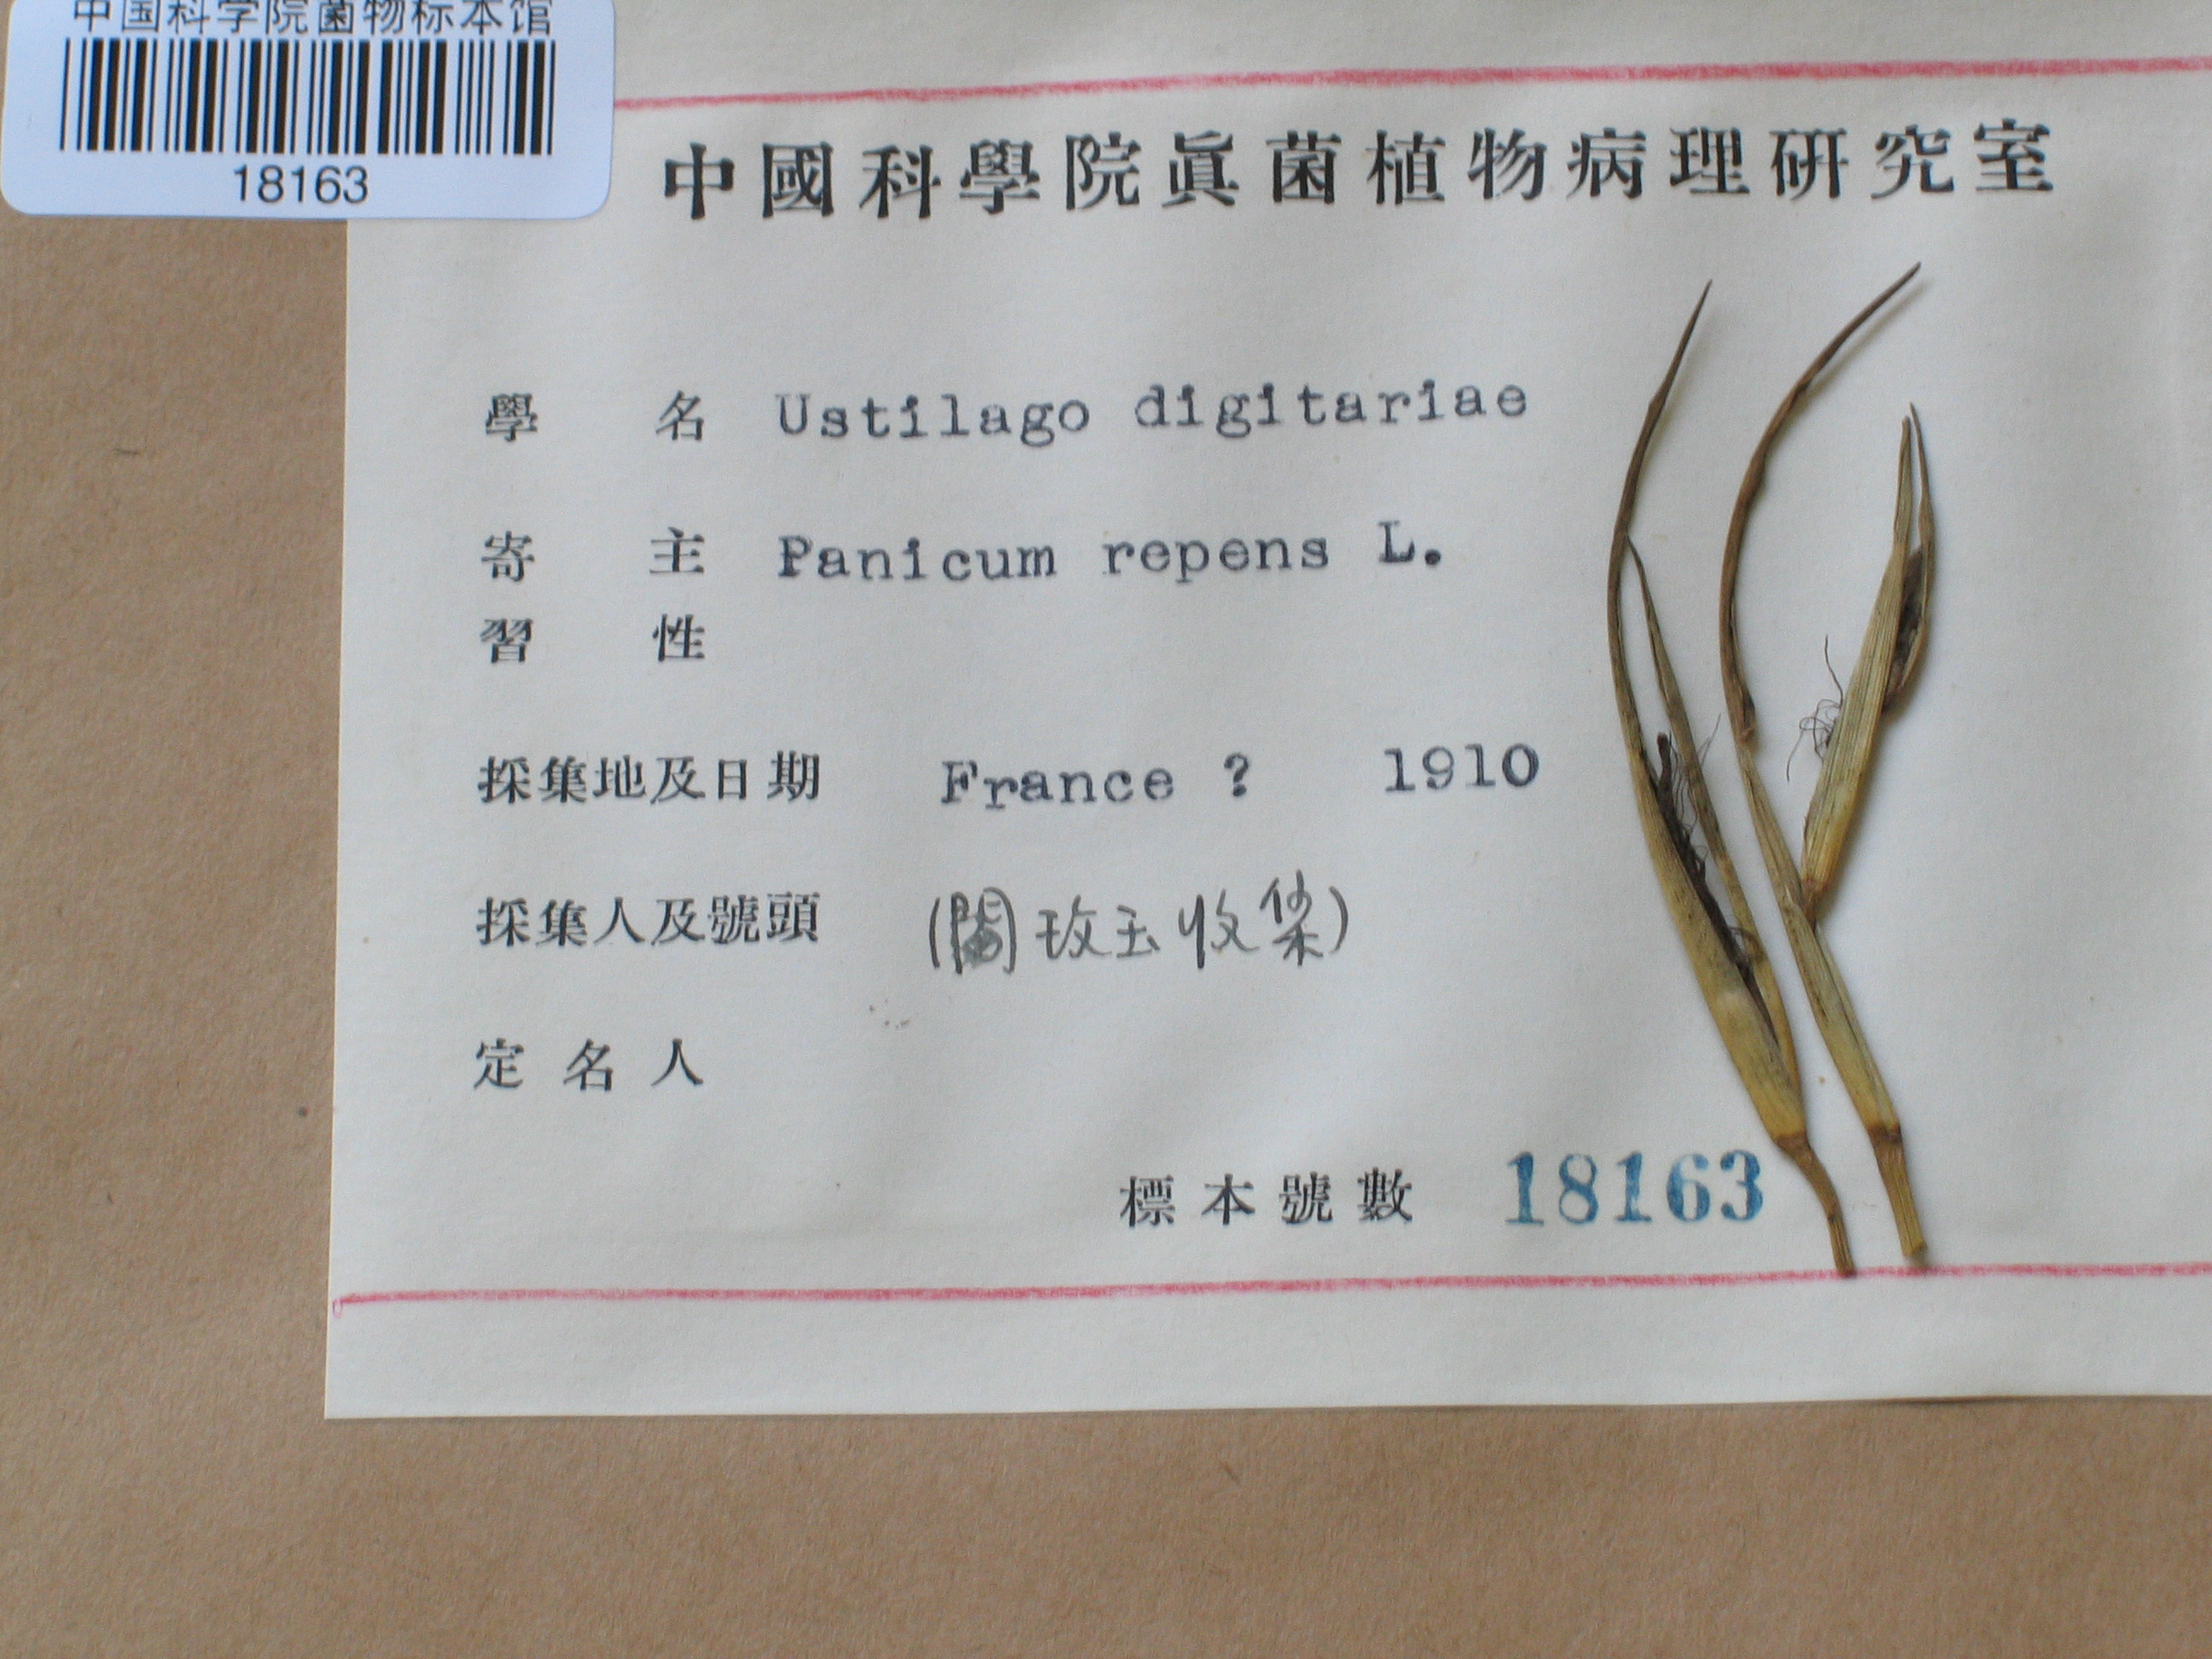 中国科学院菌物标本馆
18163
中國科學院眞菌植物病理研究室
學 名 Ustilago digitariae
寄 主 Panicum repens L.
習 性
採集地及日期 France ? 1910
採集人及號頭 (閻玫玉收集)
定名人
標本號數 18163